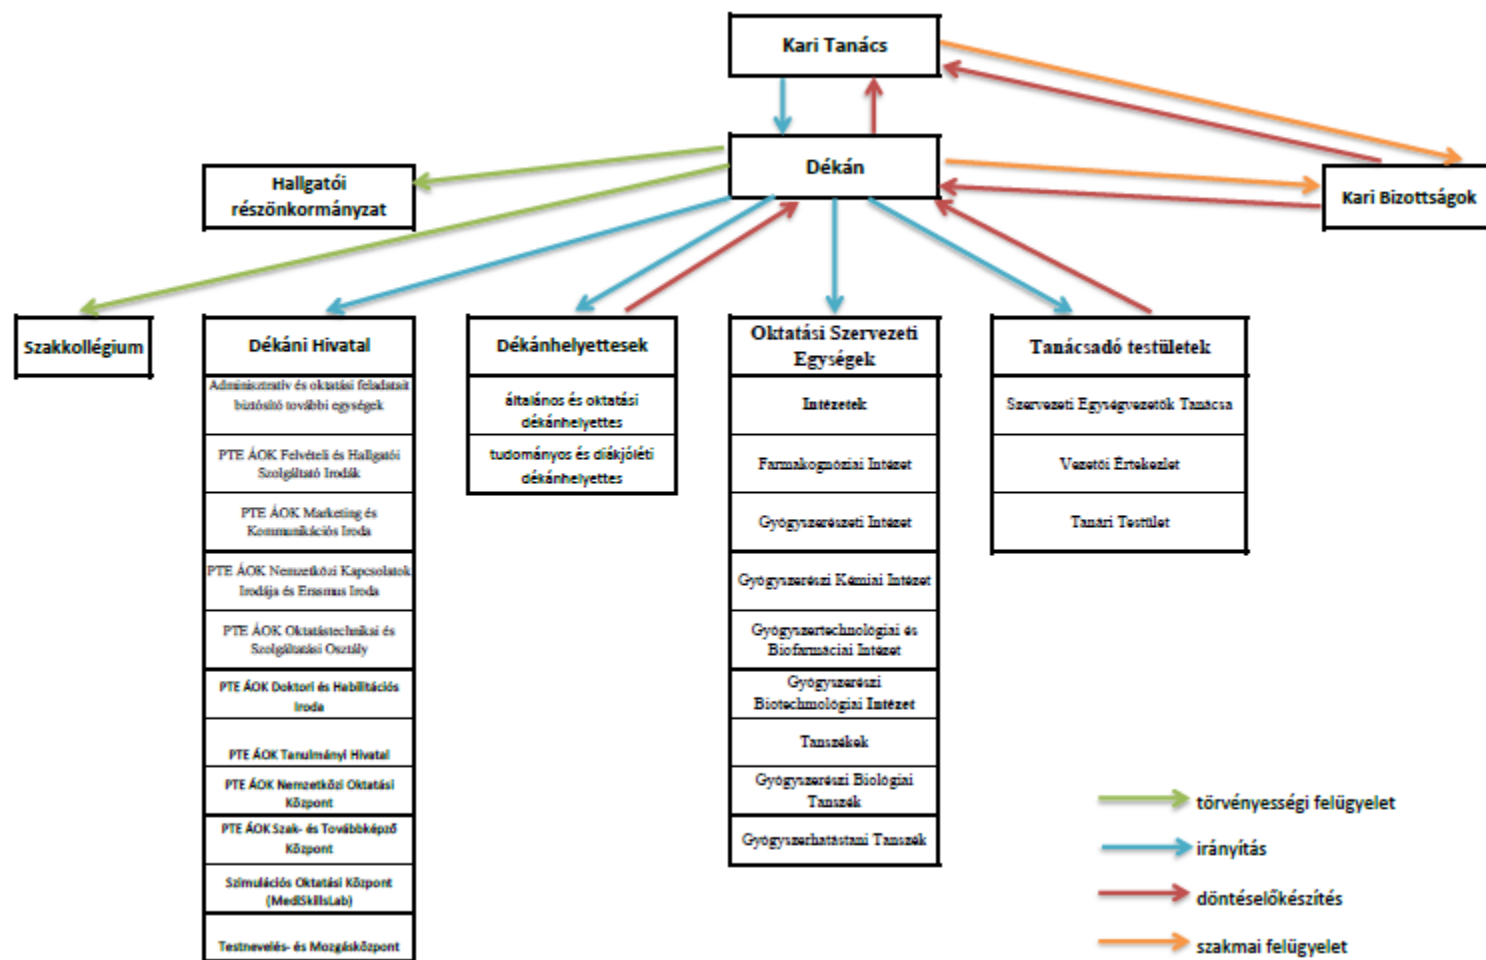 Kari Tanács
Dékán
Hallgatói
részönkormányzat
Kari Bizottságok
Szakkollégium
Dékáni Hivatal
Adminisztratív és oktatási feladatait
biztosító további egységek
PTE ÁOK Felvételi és Hallgatói
Szolgáltató Irodák
PTE ÁOK Marketing és
Kommunikációs Iroda
PTE ÁOK Nemzetközi Kapcsolatok
Irodája és Erasmus Iroda
PTE ÁOK Oktatástechnikai és
Szolgáltatási Osztály
PTE ÁOK Doktori és Habilitációs
Iroda
PTE ÁOK Tanulmányi Hivatal
PTE ÁOK Nemzetközi Oktatási
Központ
PTE ÁOK Szak- és Továbbképző
Központ
Szimulációs Oktatási Központ
(MediSkillsLab)
Testnevelés- és Mozgásközpont
Dékánhelyettesek
általános és oktatási
dékánhelyettes
tudományos és diákjóléti
dékánhelyettes
Oktatási Szervezeti
Egységek
Intézetek
Farmakognóziai Intézet
Gyógyszerészeti Intézet
Gyógyszerészi Kémiai Intézet
Gyógyszertechnológiai és
Biofarmáciai Intézet
Gyógyszerészi
Biotechnológiai Intézet
Tanszékek
Gyógyszerészi Biológiai
Tanszék
Gyógyszerhatástani Tanszék
Tanácsadó testületek
Szervezeti Egységvezetők Tanácsa
Vezetői Értekezlet
Tanári Testület
törvényességi felügyelet
irányítás
döntéselőkészítés
szakmai felügyelet